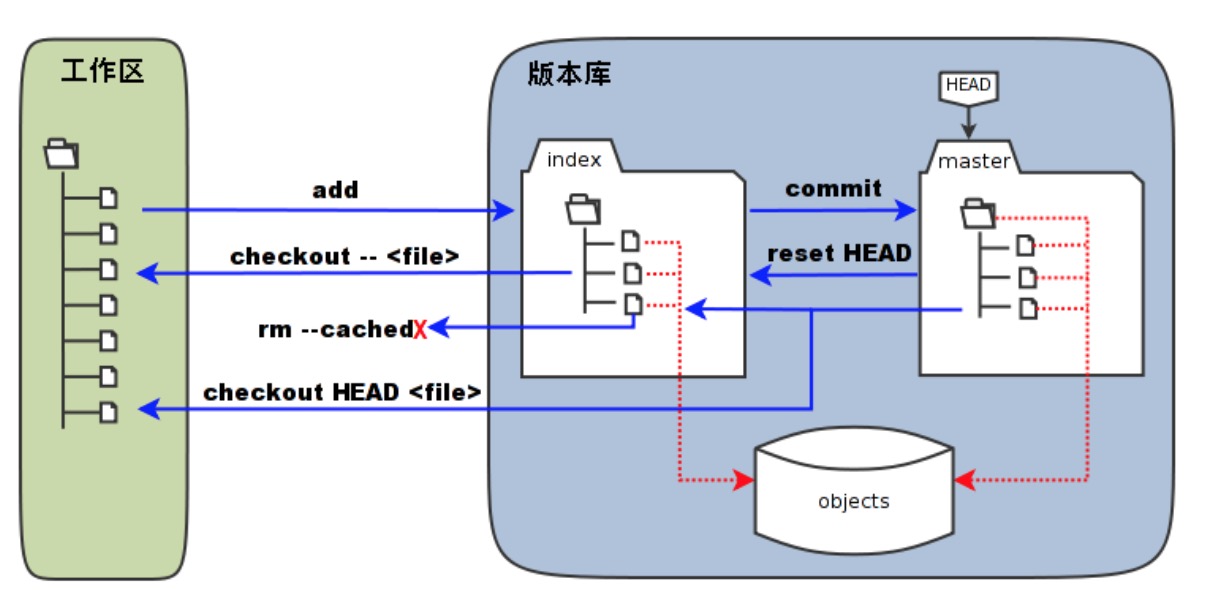 工作区
版本库
HEAD
index
master
add
commit
checkout -- <file>
reset HEAD
rm --cachedX
checkout HEAD <file>
objects